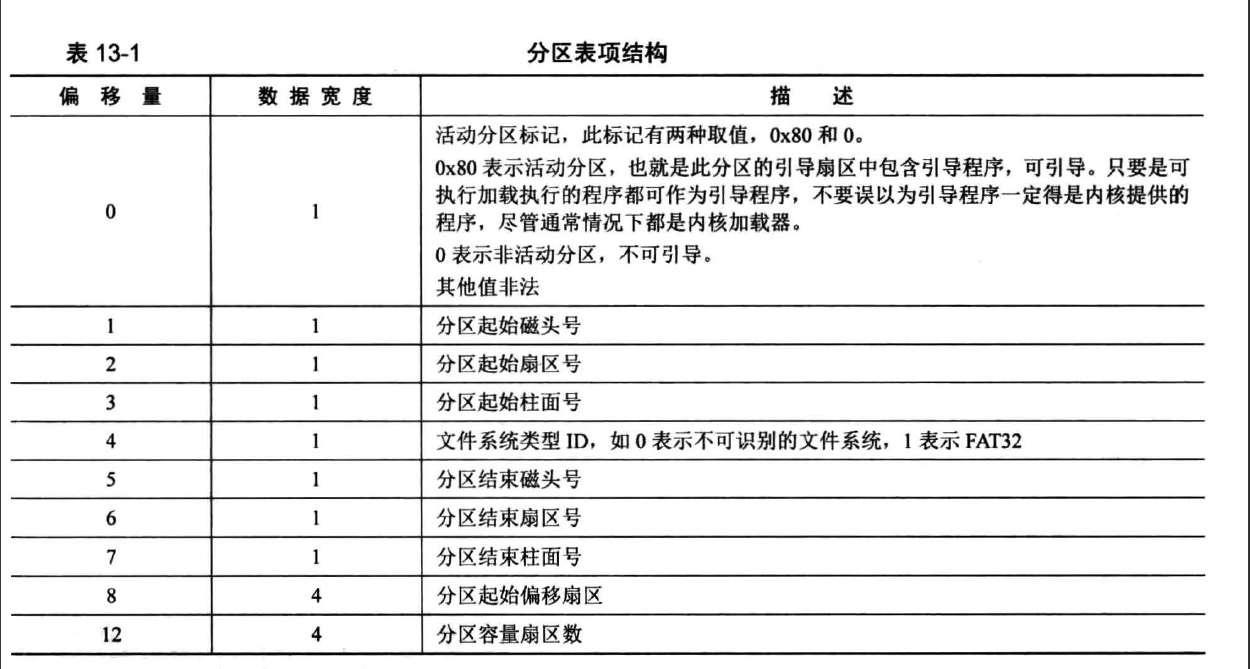 表 13-1 分区表项结构
偏 移 量 数 据 宽 度 描 述
活动分区标记，此标记有两种取值，0x80 和 0。
0x80 表示活动分区，也就是此分区的引导扇区中包含引导程序，可引导。只要是可
执行加载执行的程序都可作为引导程序，不要误以为引导程序一定得是内核提供的
0 1
程序，尽管通常情况下都是内核加载器。
0 表示非活动分区，不可引导。
其他值非法
1 1 分区起始磁头号
2 1 分区起始扇区号
3 1 分区起始柱面号
4 1 文件系统类型 ID，如 0 表示不可识别的文件系统，1 表示 FAT32
5 1 分区结束磁头号
6 1 分区结束扇区号
7 1 分区结束柱面号
8 4 分区起始偏移扇区
12 4 分区容量扇区数